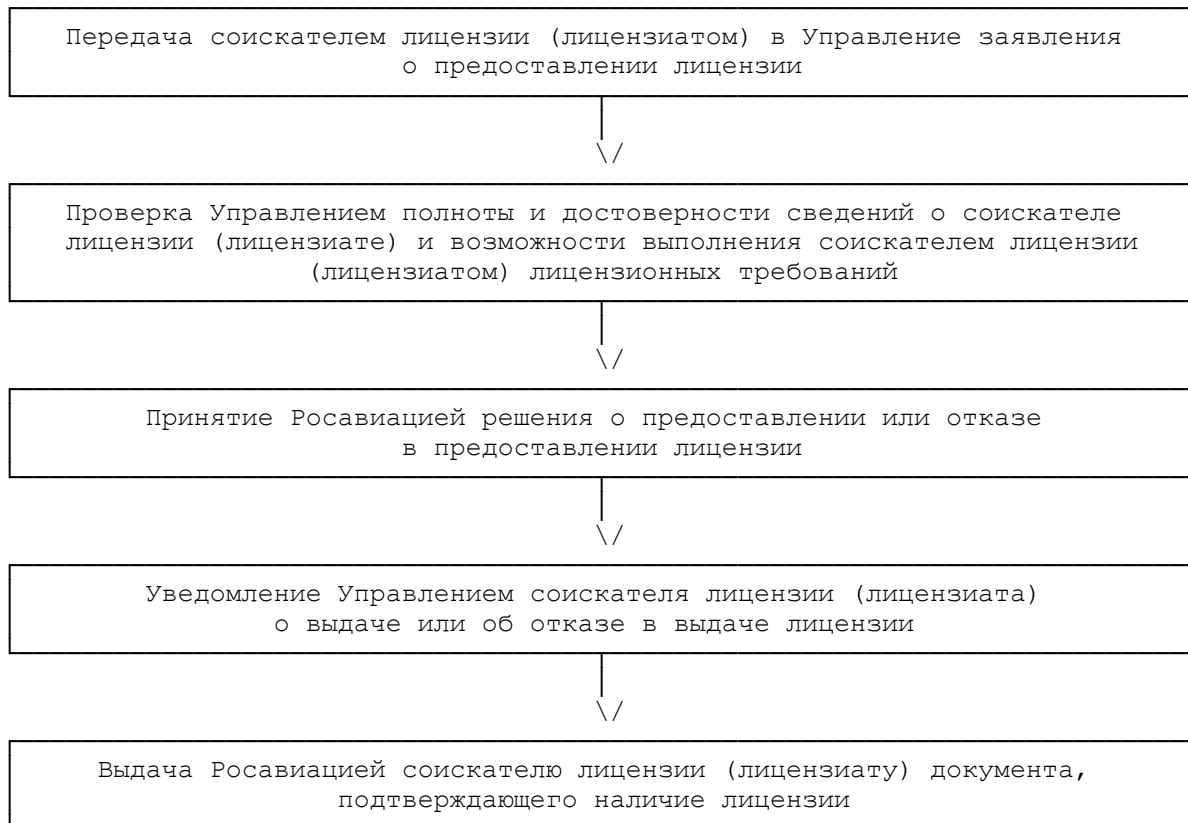 Передача соискателем лицензии (лицензиатом) в Управление заявления
о предоставлении лицензии
Проверка Управлением полноты и достоверности сведений о соискателе
лицензии (лицензиате) и возможности выполнения соискателем лицензии
(лицензиатом) лицензионных требований
Принятие Росавиацией решения о предоставлении или отказе
в предоставлении лицензии
Уведомление Управлением соискателя лицензии (лицензиата)
о выдаче или об отказе в выдаче лицензии
Выдача Росавиацией соискателю лицензии (лицензиату) документа,
подтверждающего наличие лицензии